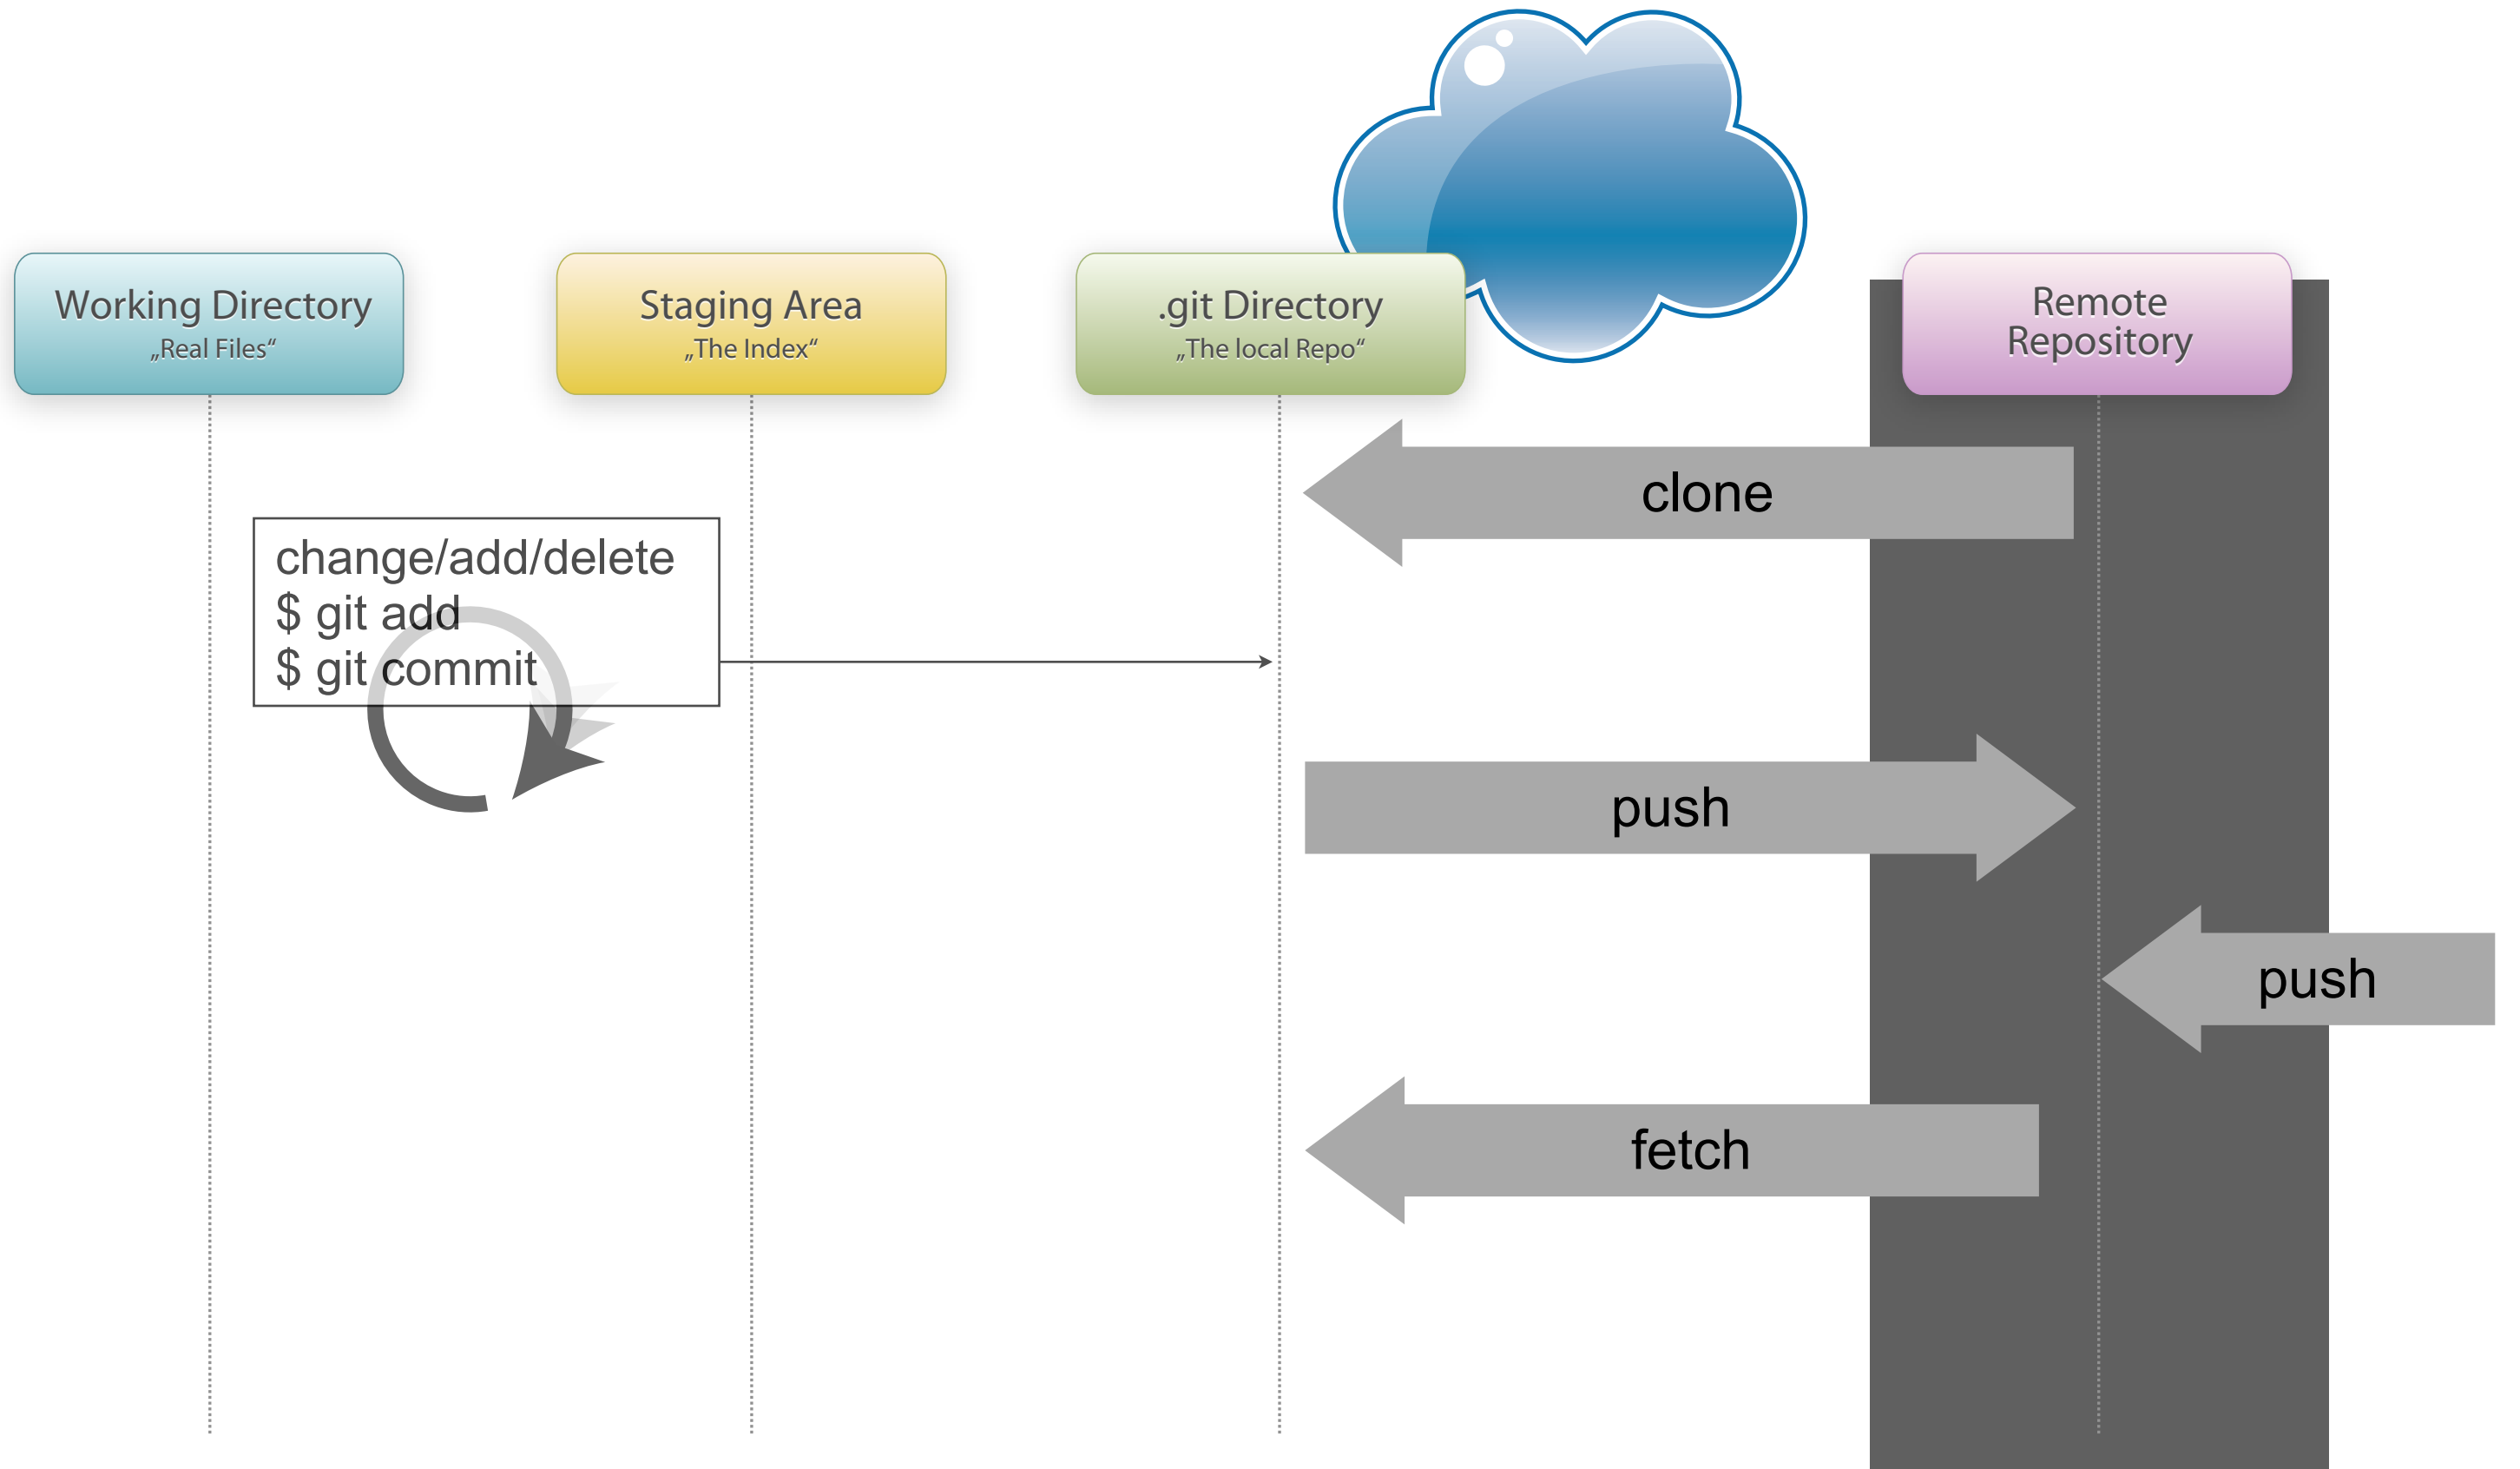 Working Directory
„Real Files“
Staging Area
„The Index“
.git Directory
„The local Repo“
Remote
Repository
clone
change/add/delete
$ git add
$ git commit
push
push
fetch